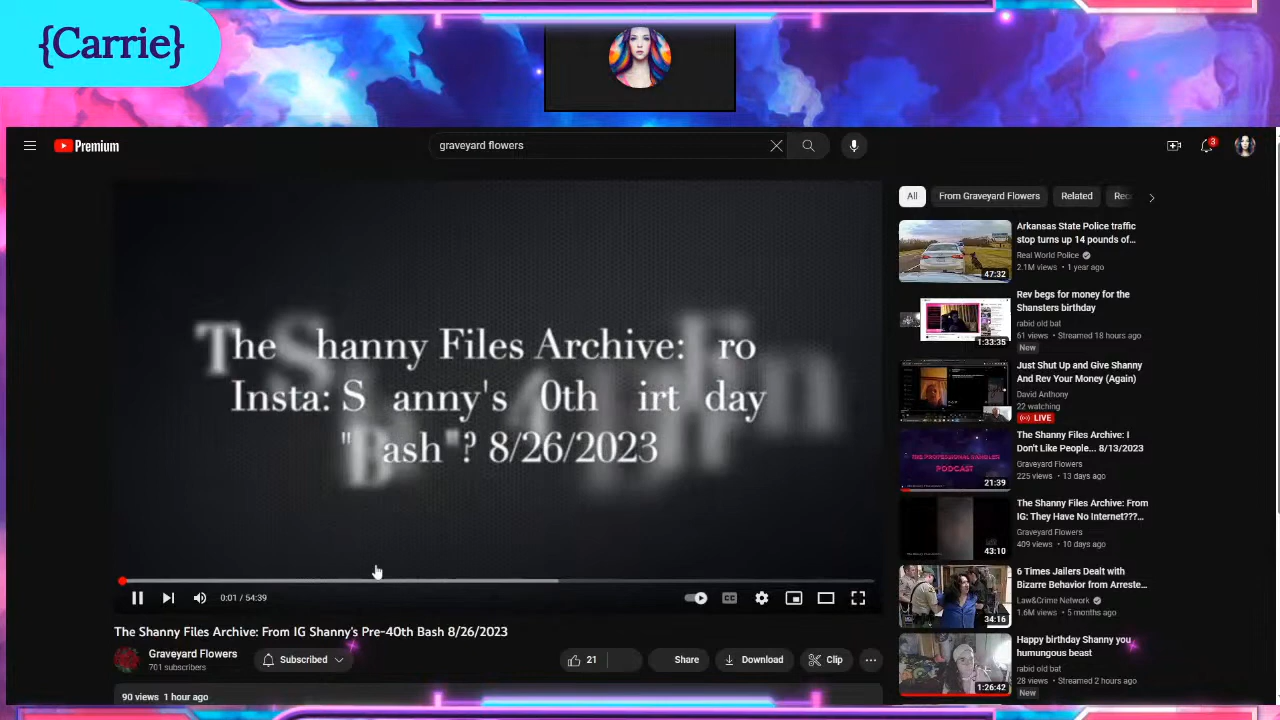 {Carrie}
Premium
graveyard flowers
3
he hanny Files Archive: ro
Insta: S anny's 0th irt day
" ash"? 8/26/2023
0:01 / 54:39
CC
The Shanny Files Archive: From IG Shanny's Pre-40th Bash 8/26/2023
Graveyard Flowers
701 subscribers
Subscribed
21
Share
Download
Clip
90 views 1 hour ago
All
From Graveyard Flowers
Related
Rec
Arkansas State Police traffic
stop turns up 14 pounds of...
Real World Police
2.1M views • 1 year ago
47:32
Rev begs for money for the
Shansters birthday
rabid old bat
61 views • Streamed 18 hours ago
New
1:33:35
Just Shut Up and Give Shanny
And Rev Your Money (Again)
David Anthony
22 watching
LIVE
The Shanny Files Archive: I
Don't Like People... 8/13/2023
Graveyard Flowers
225 views • 13 days ago
THE PROFESSIONAL RAMBLER
PODCAST
21:39
The Shanny Files Archive: From
IG: They Have No Internet???...
Graveyard Flowers
409 views • 10 days ago
43:10
6 Times Jailers Dealt with
Bizarre Behavior from Arreste...
Law&Crime Network
1.6M views • 5 months ago
34:16
Happy birthday Shanny you
humungous beast
rabid old bat
28 views • Streamed 2 hours ago
New
1:26:42